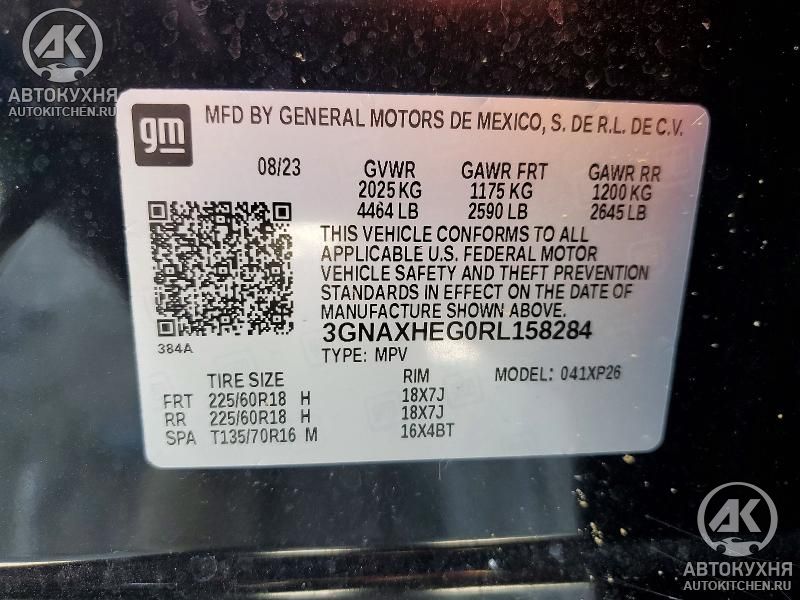 АК
АВТОКУХНЯ
AUTOKITCHEN.RU
gm
MFD BY GENERAL MOTORS DE MEXICO, S. DE R.L. DE C.V.
08/23 GVWR GAWR FRT GAWR RR
2025 KG 1175 KG 1200 KG
4464 LB 2590 LB 2645 LB
THIS VEHICLE CONFORMS TO ALL
APPLICABLE U.S. FEDERAL MOTOR
VEHICLE SAFETY AND THEFT PREVENTION
STANDARDS IN EFFECT ON THE DATE OF
MANUFACTURE SHOWN ABOVE.
3GNAXHEG0RL158284
384A
TYPE: MPV
TIRE SIZE RIM MODEL: 041XP26
FRT 225/60R18 H 18X7J
RR 225/60R18 H 18X7J
SPA T135/70R16 M 16X4BT
АК
АВТОКУХНЯ
AUTOKITCHEN.RU